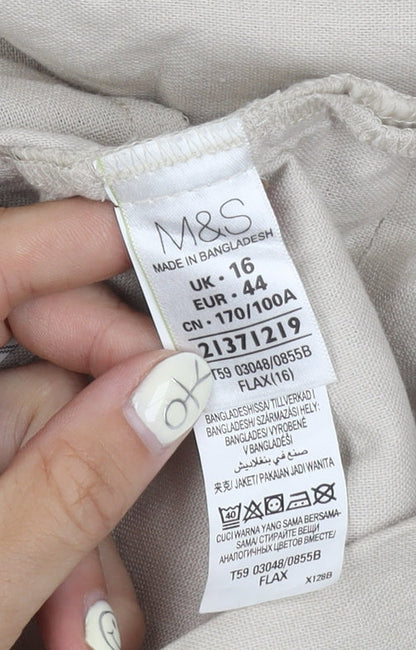 M&S
MADE IN BANGLADESH
UK · 16
EUR · 44
CN · 170/100A
21371219
T59 03048/0855B
FLAX(16)
BANGLADESHISSA/ TILLVERKAD I
BANGLADESH/ SZÁRMAZÁSI HELY:
BANGLADES/ VYROBENÉ
V BANGLADÉŠI
صنع في بنغلاديش
夹克/ JAKET/ PAKAIAN JADI WANITA
40
CUCI WARNA YANG SAMA BERSAMA-
SAMA/ СТИРАЙТЕ ВЕЩИ
АНАЛОГИЧНЫХ ЦВЕТОВ ВМЕСТЕ
T59 03048/0855B
FLAX
X128B